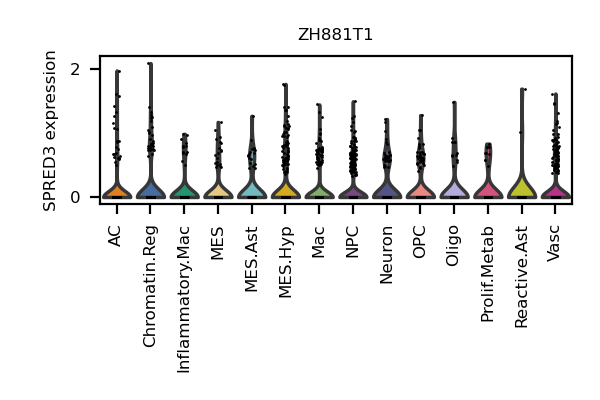 ZH881T1
SPRED3 expression
2
0
AC
Chromatin.Reg
Inflammatory.Mac
MES
MES.Ast
MES.Hyp
Mac
NPC
Neuron
OPC
Oligo
Prolif.Metab
Reactive.Ast
Vasc